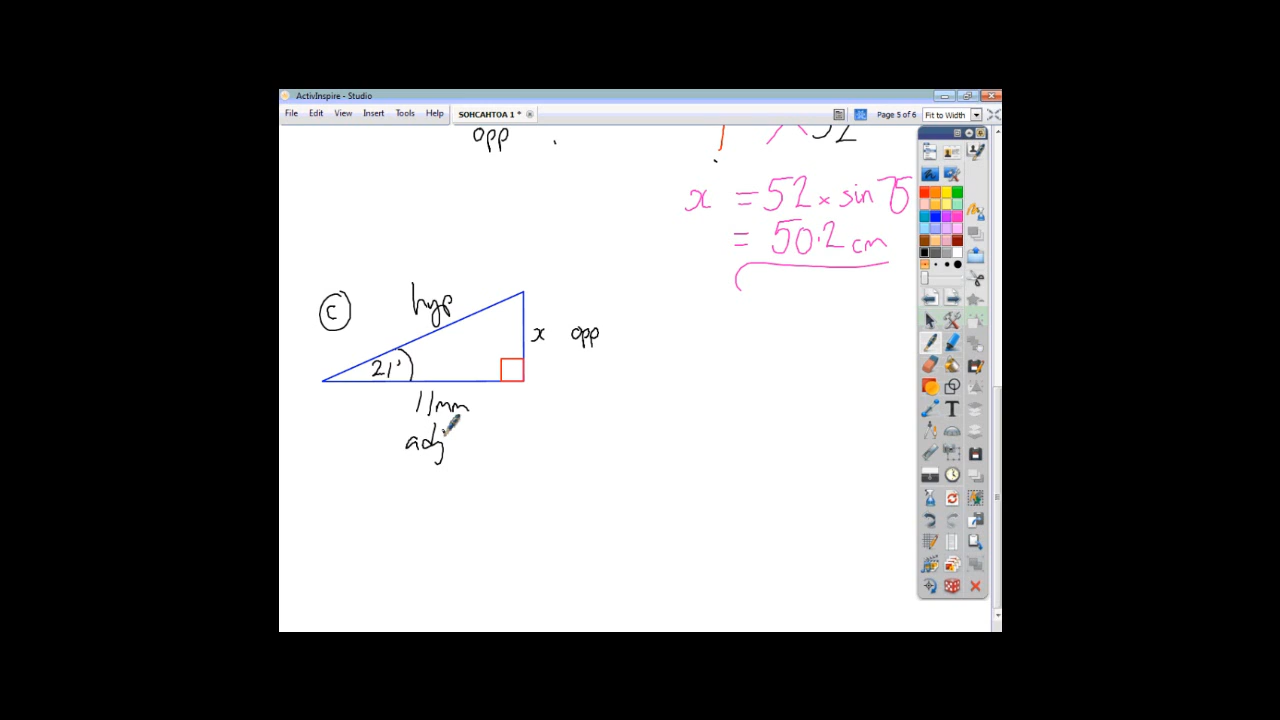 ActivInspire - Studio
File Edit View Insert Tools Help SOHCAHTOA 1 * Page 5 of 6 Fit to Width
opp
52
x = 52 × sin 75
= 50.2 cm
C
hyp
x opp
21°
11mm
adj
T